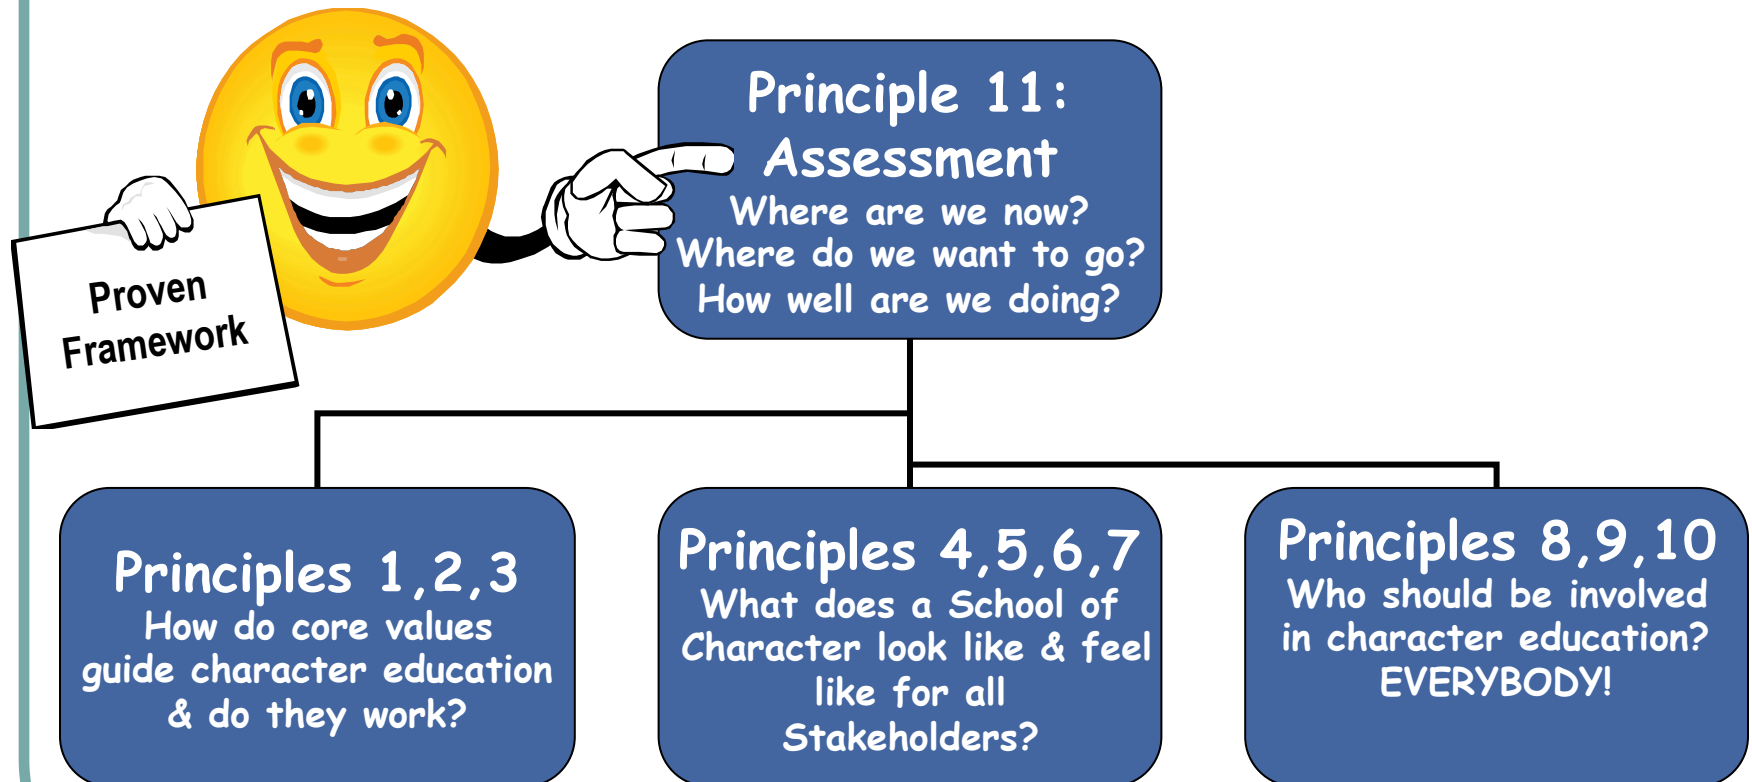 Proven
Framework
Principle 11:
Assessment
Where are we now?
Where do we want to go?
How well are we doing?
Principles 1,2,3
How do core values
guide character education
& do they work?
Principles 4,5,6,7
What does a School of
Character look like & feel
like for all
Stakeholders?
Principles 8,9,10
Who should be involved
in character education?
EVERYBODY!